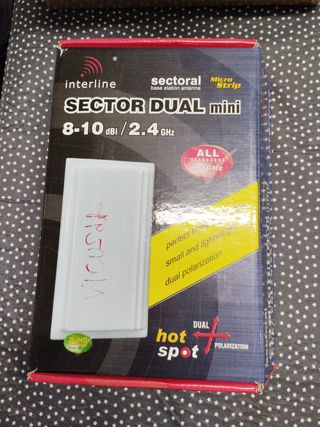 interline
sectoral
base station antenna
Micro
Strip
SECTOR DUAL mini
8-10 dBi / 2.4 GHz
ALL
STANDARDS
perfect
small and lightweight
dual polarization
RoHS
hot
spot
DUAL
POLARIZATION